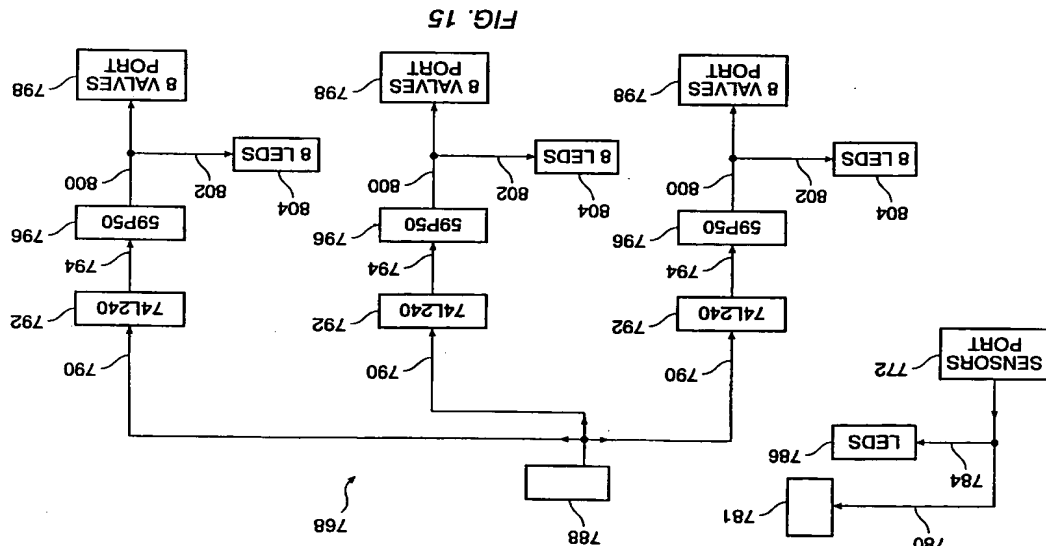 780
788
768
781
784
LEDS
786
SENSORS
PORT
772
790
790
790
74L240
792
74L240
792
74L240
792
794
794
794
59P50
796
59P50
796
59P50
796
804
802
800
804
802
800
804
802
800
8 LEDS
8 LEDS
8 LEDS
8 VALVES
PORT
798
8 VALVES
PORT
798
8 VALVES
PORT
798
FIG. 15